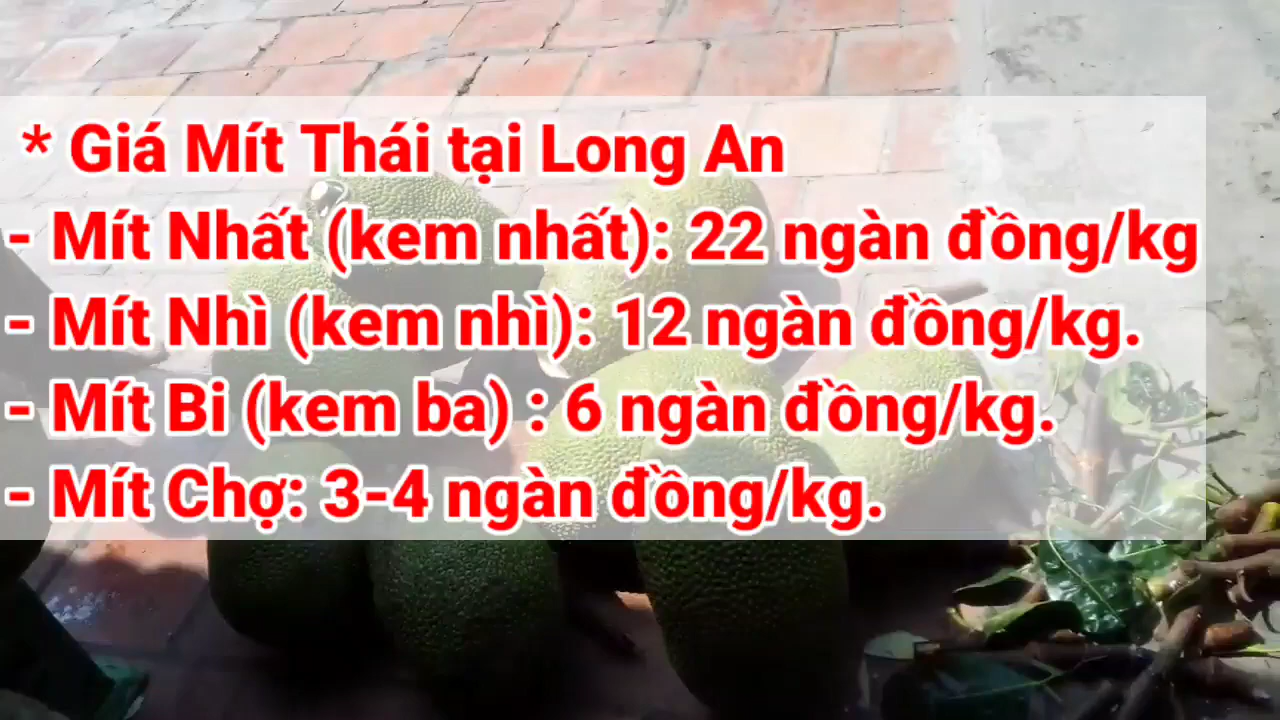 * Giá Mít Thái tại Long An
- Mít Nhất (kem nhất): 22 ngàn đồng/kg
- Mít Nhì (kem nhì): 12 ngàn đồng/kg.
- Mít Bi (kem ba) : 6 ngàn đồng/kg.
- Mít Chợ: 3-4 ngàn đồng/kg.